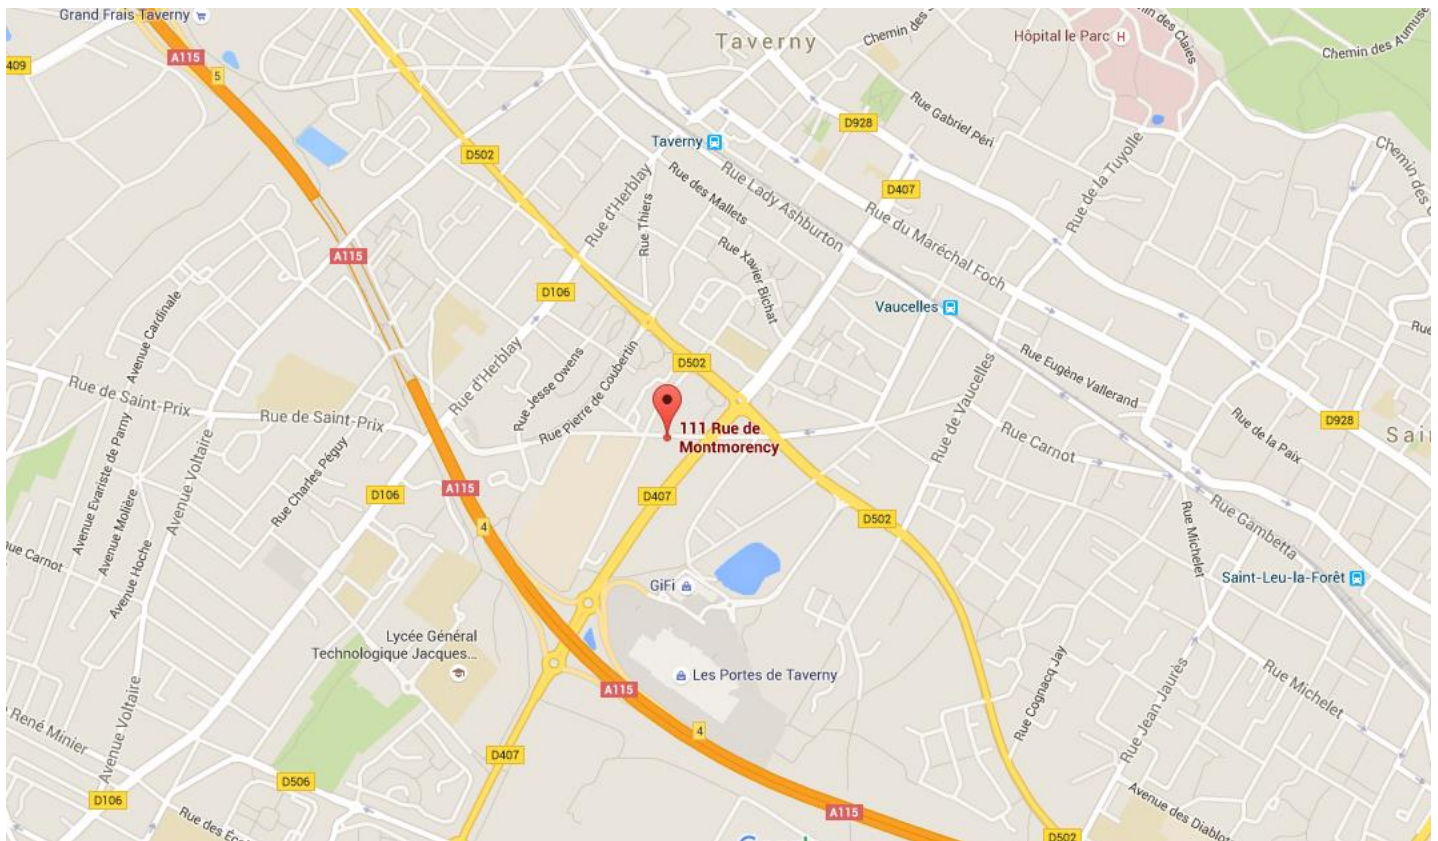 Grand Frais Taverny
A115
5
409
Taverny
Chemin des
Hôpital le Parc H
Chemin des Claies
Chemin des Aumuse
D928
Rue Gabriel Péri
D502
Taverny
Rue d'Herblay
Rue Thiers
Rue des Mallets
Rue Lady Ashburton
D407
Rue de la Tuyolle
Chemin des
Rue du Maréchal Foch
Rue Xavier Bichat
A115
D106
Avenue Cardinale
Vaucelles
Rue
Rue d'Herblay
Rue Jesse Owens
Rue Pierre de Coubertin
D502
Rue Eugène Vallerand
Rue de Vaucelles
Rue de Saint-Prix
Rue de Saint-Prix
111 Rue de
Montmorency
Rue Carnot
Rue de la Paix
D928
Sai
Avenue Evariste de Parny
Avenue Molière
Avenue Voltaire
Rue Charles Péguy
D106
A115
4
D407
D502
Rue Michelet
Rue Gambetta
ue Carnot
Avenue Hoche
GiFi
Saint-Leu-la-Forêt
Lycée Général
Technologique Jacques...
Les Portes de Taverny
A115
4
Rue Cognacq Jay
Rue Jean Jaurès
Rue Michelet
René Minier
Avenue Voltaire
D407
D506
D106
Rue des Éco
A115
D502
Avenue des Diablot